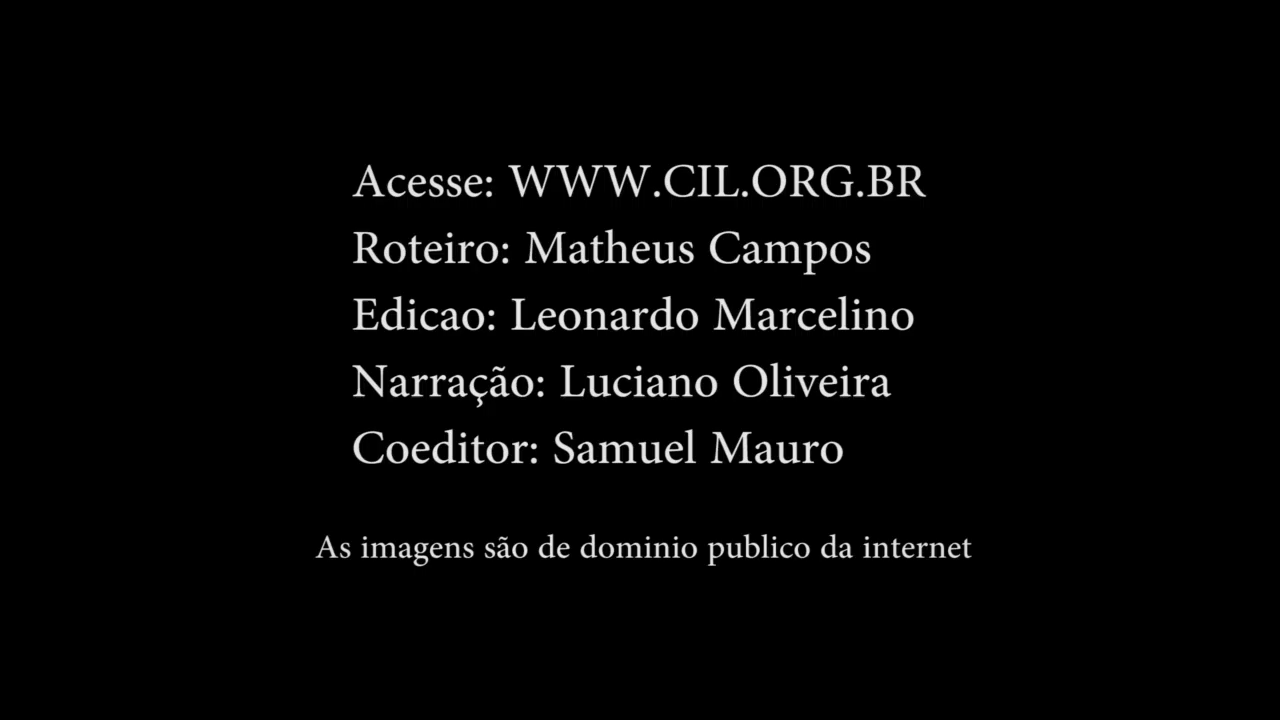 Acesse: WWW.CIL.ORG.BR
Roteiro: Matheus Campos
Edicao: Leonardo Marcelino
Narração: Luciano Oliveira
Coeditor: Samuel Mauro
As imagens são de dominio publico da internet